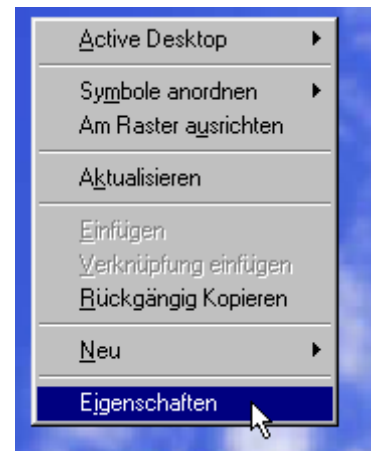 Active Desktop
Symbole anordnen
Am Raster ausrichten
Aktualisieren
Einfügen
Verknüpfung einfügen
Rückgängig Kopieren
Neu
Eigenschaften